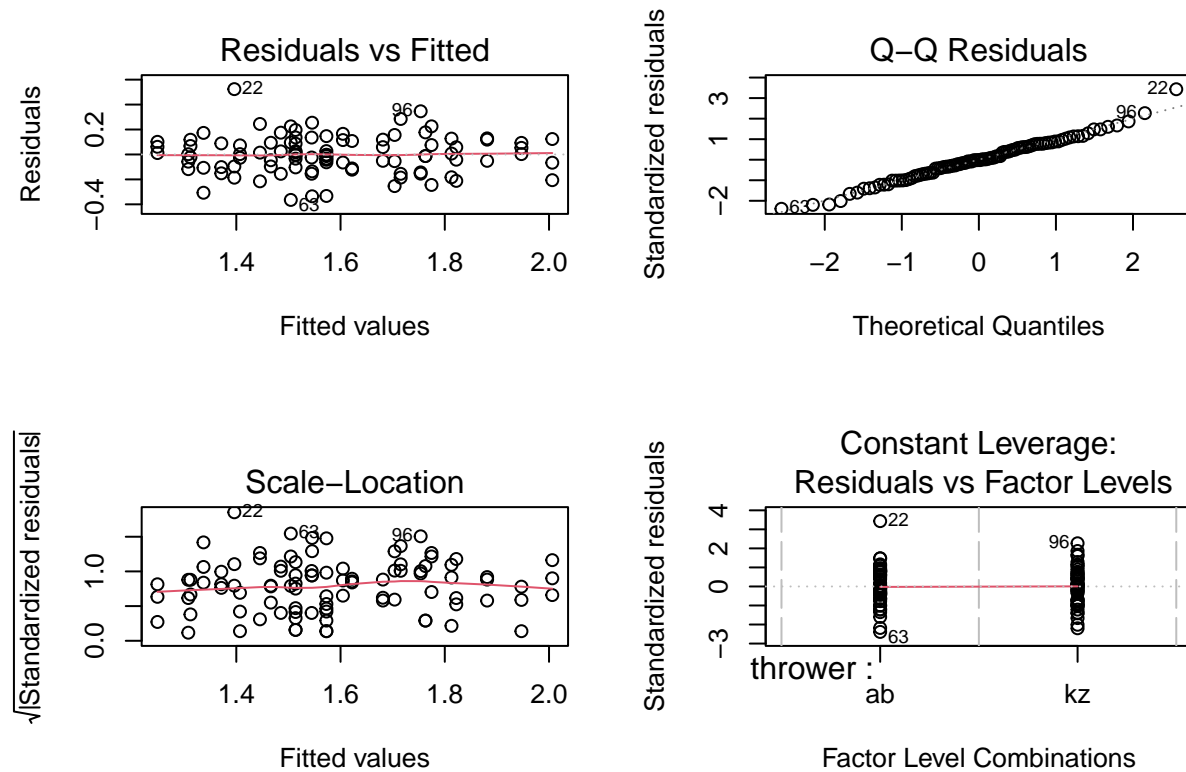 Residuals vs Fitted
Residuals
−0.4
0.2
1.4
1.6
1.8
2.0
Fitted values
22
96
63
Q−Q Residuals
Standardized residuals
−2
1
3
−2
−1
0
1
2
Theoretical Quantiles
22
96
63
Scale−Location
√|Standardized residuals|
0.0
1.0
1.4
1.6
1.8
2.0
Fitted values
22
63
96
Constant Leverage:
Residuals vs Factor Levels
Standardized residuals
−3
0
2
4
22
96
63
thrower :
ab
kz
Factor Level Combinations